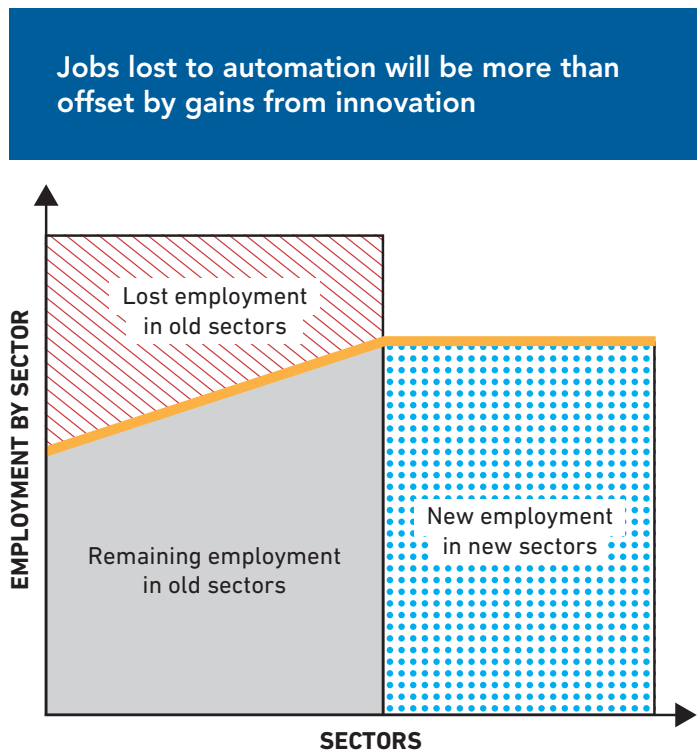 Jobs lost to automation will be more than
offset by gains from innovation
EMPLOYMENT BY SECTOR
Lost employment
in old sectors
Remaining employment
in old sectors
New employment
in new sectors
SECTORS